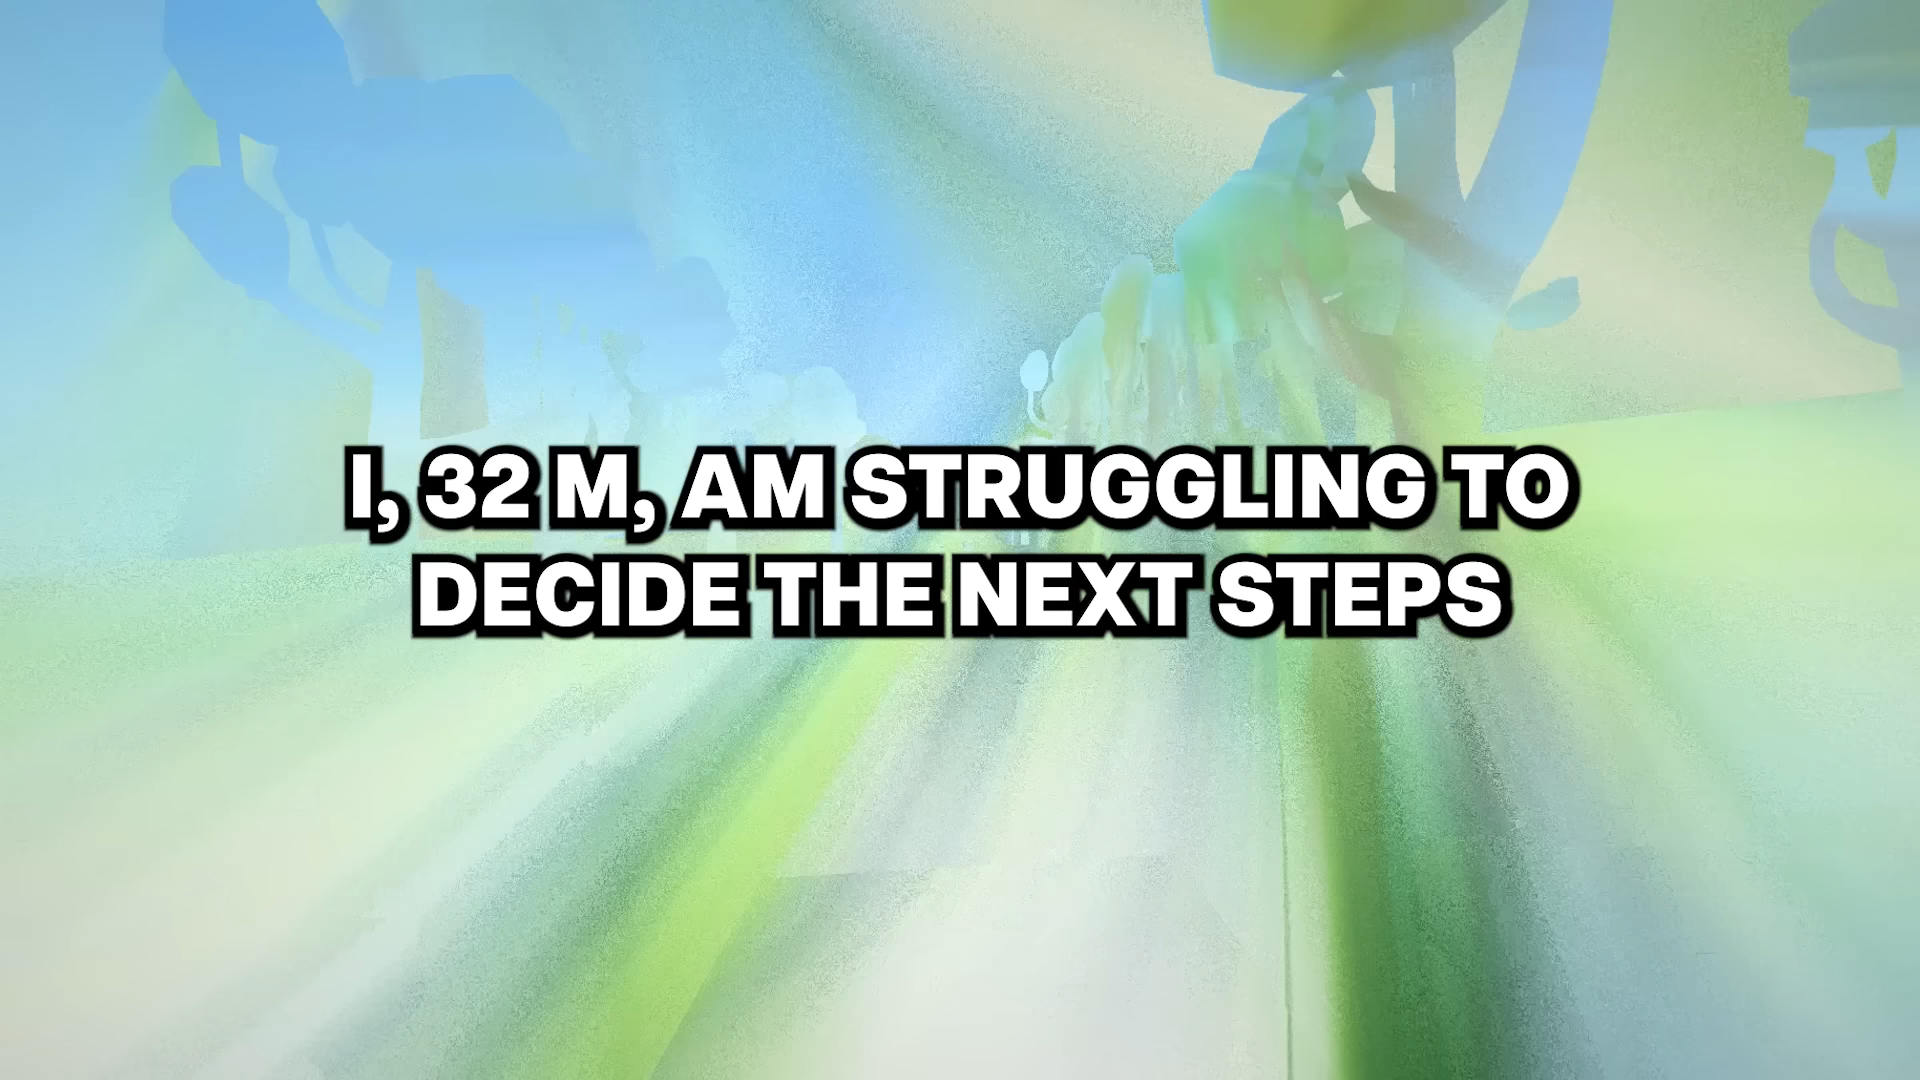 I, 32 M, AM STRUGGLING TO
DECIDE THE NEXT STEPS